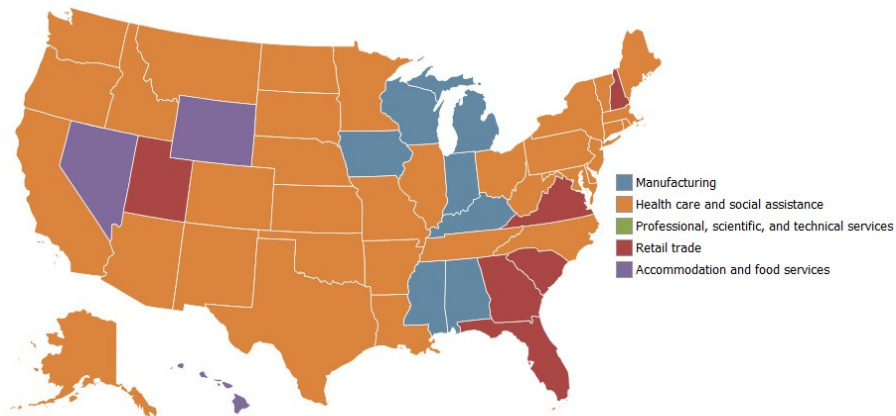 Manufacturing
Health care and social assistance
Professional, scientific, and technical services
Retail trade
Accommodation and food services